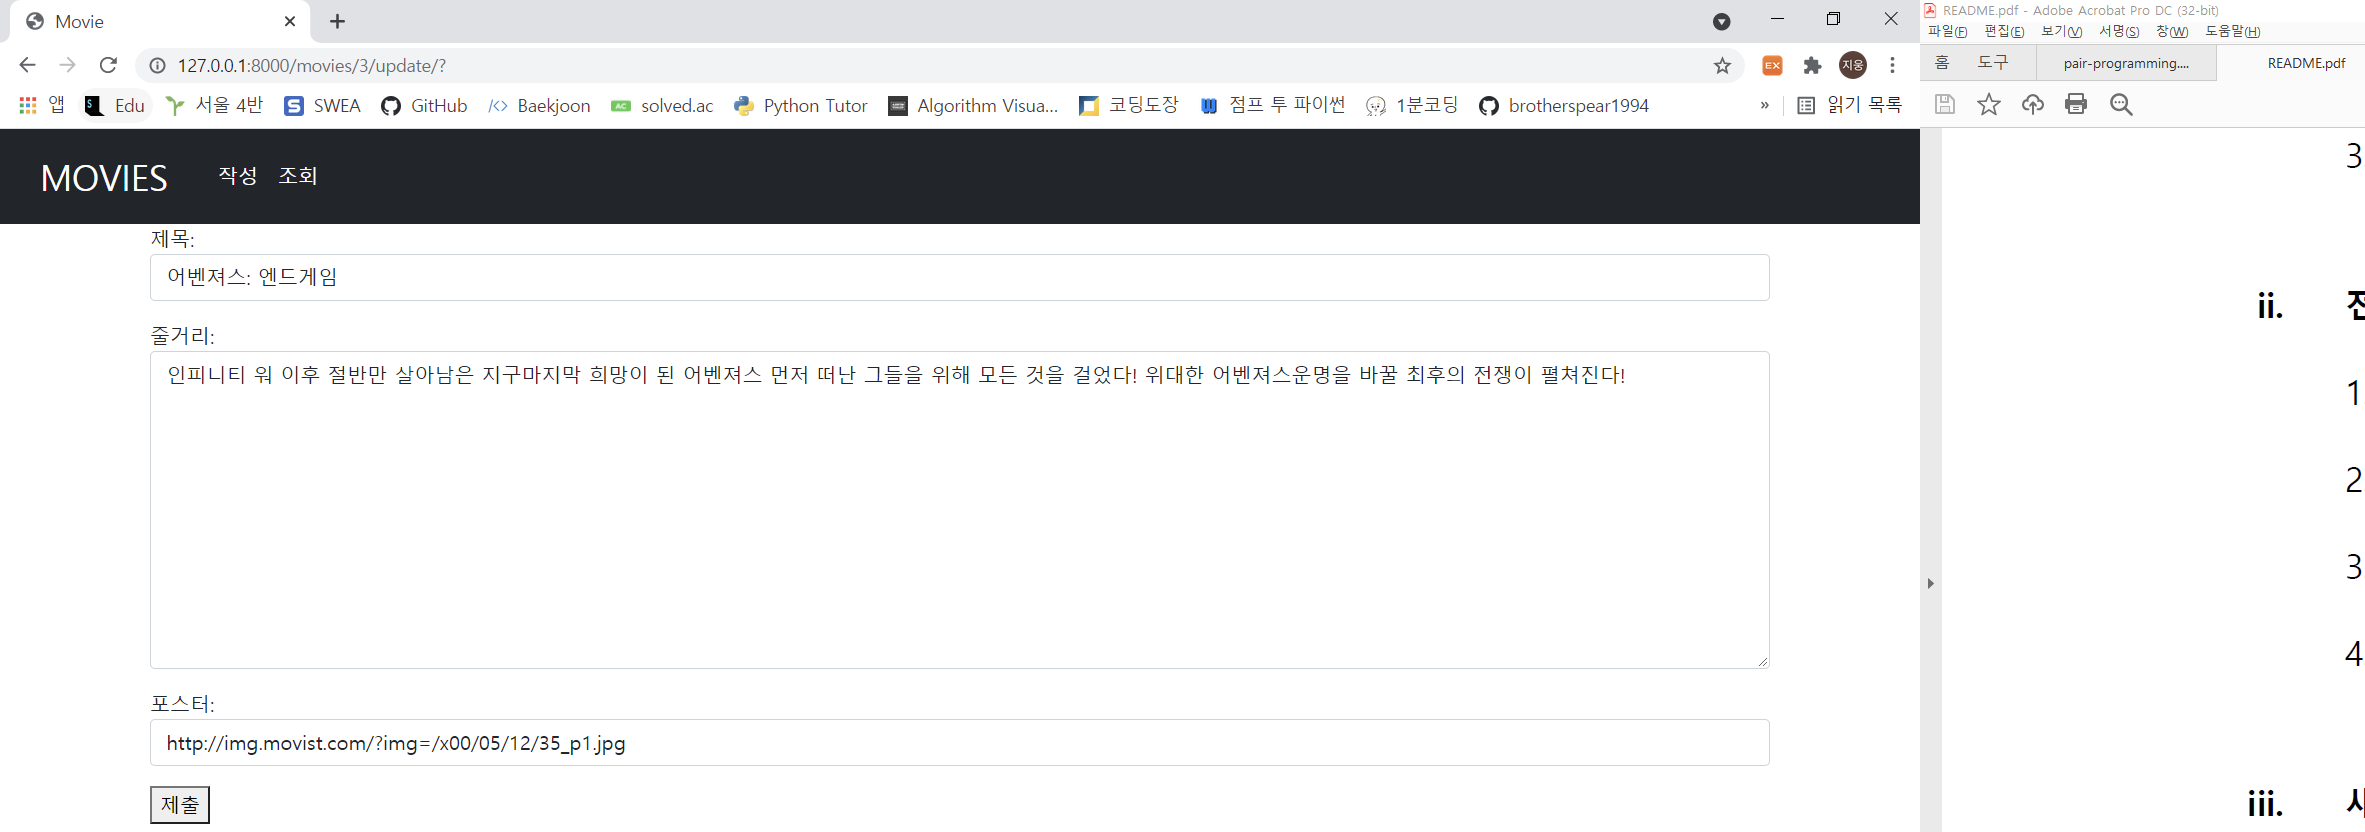 Movie
127.0.0.1:8000/movies/3/update/?
EX
지웅
앱 Edu 서울 4반 SWEA GitHub Baekjoon solved.ac Python Tutor Algorithm Visua... 코딩도장 점프 투 파이썬 1분코딩 brotherspear1994 » 읽기 목록
MOVIES 작성 조회
제목:
어벤져스: 엔드게임
줄거리:
인피니티 워 이후 절반만 살아남은 지구마지막 희망이 된 어벤져스 먼저 떠난 그들을 위해 모든 것을 걸었다! 위대한 어벤져스운명을 바꿀 최후의 전쟁이 펼쳐진다!
포스터:
http://img.movist.com/?img=/x00/05/12/35_p1.jpg
제출
README.pdf - Adobe Acrobat Pro DC (32-bit)
파일(F) 편집(E) 보기(V) 서명(S) 창(W) 도움말(H)
홈 도구 pair-programming.... README.pdf
3
ii.
1
2
3
4
iii.